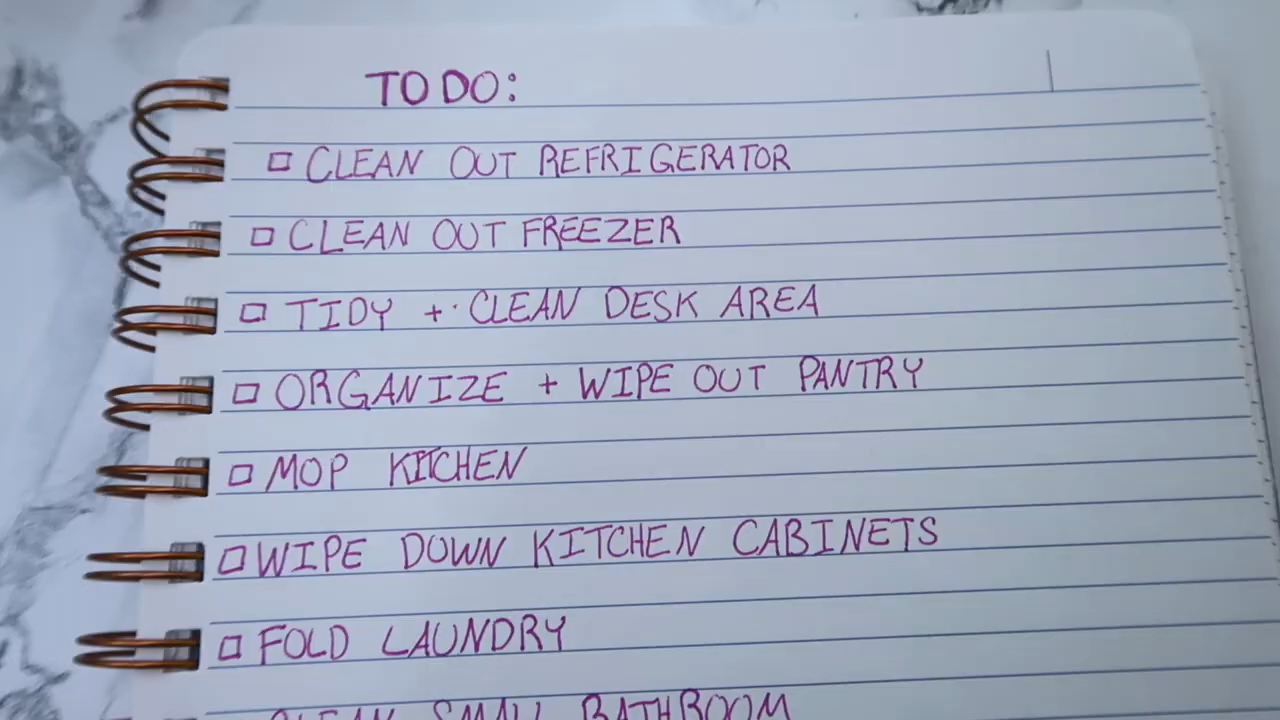 TO DO:
CLEAN OUT REFRIGERATOR
CLEAN OUT FREEZER
TIDY + CLEAN DESK AREA
ORGANIZE + WIPE OUT PANTRY
MOP KITCHEN
WIPE DOWN KITCHEN CABINETS
FOLD LAUNDRY
CLEAN SMALL BATHROOM